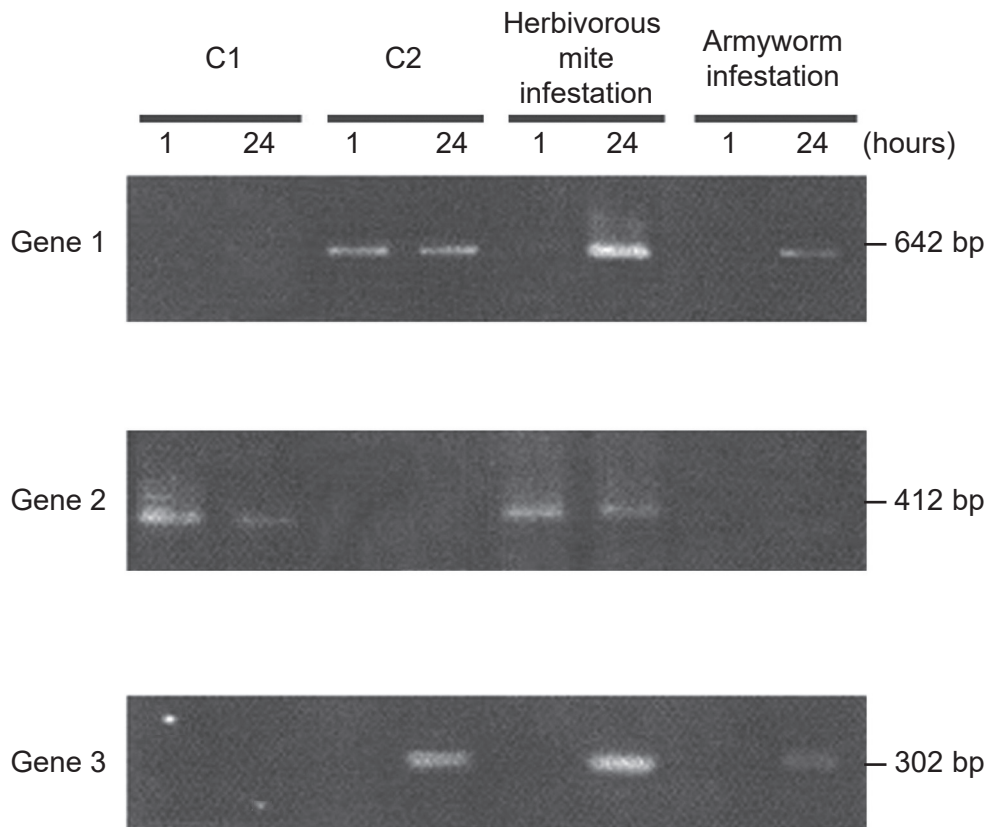 C1
C2
Herbivorous
mite
infestation
Armyworm
infestation
1 24 1 24 1 24 1 24 (hours)
Gene 1
642 bp
Gene 2
412 bp
Gene 3
302 bp